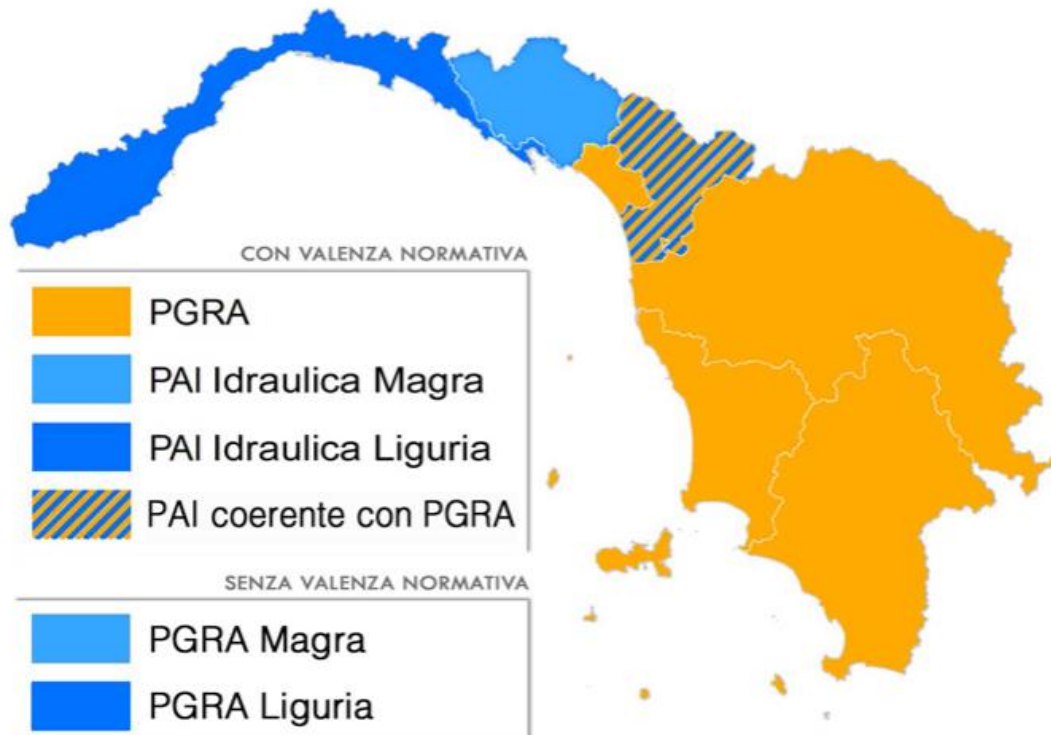 CON VALENZA NORMATIVA
PGRA
PAI Idraulica Magra
PAI Idraulica Liguria
PAI coerente con PGRA
SENZA VALENZA NORMATIVA
PGRA Magra
PGRA Liguria